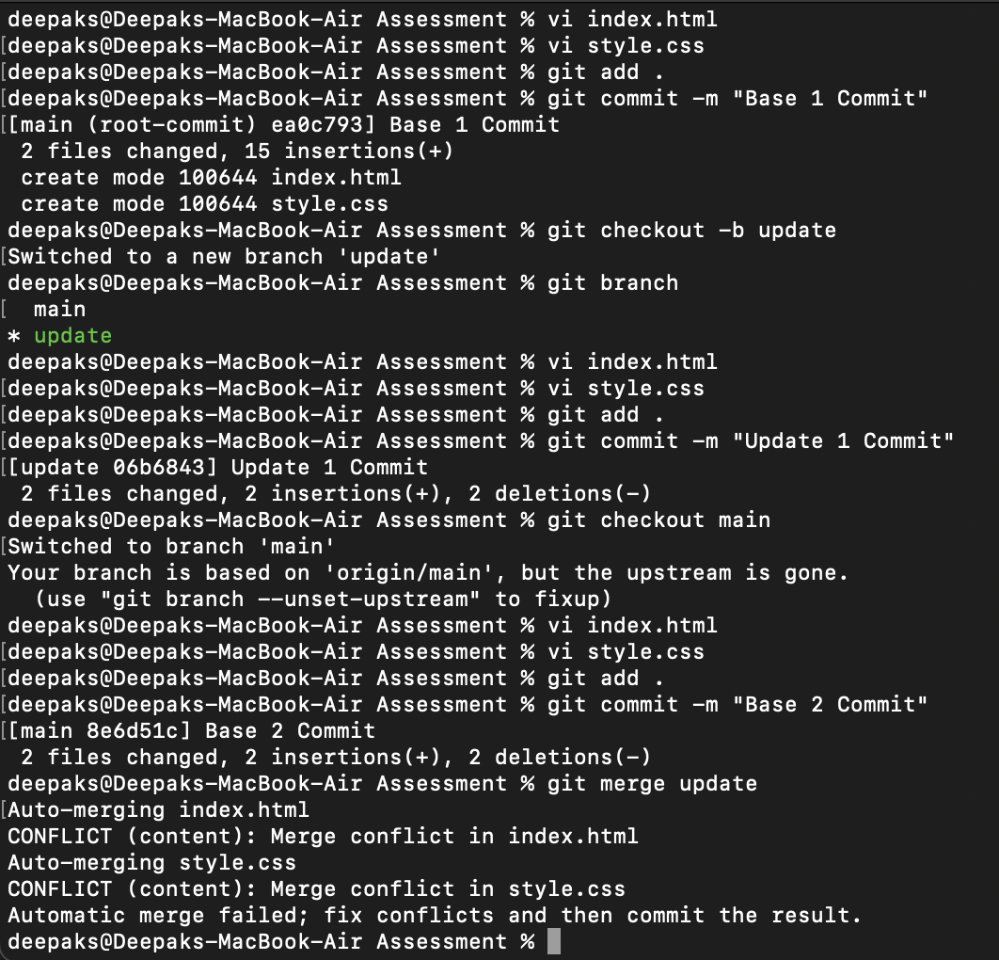 deepaks@Deepaks-MacBook-Air Assessment % vi index.html
[deepaks@Deepaks-MacBook-Air Assessment % vi style.css
[deepaks@Deepaks-MacBook-Air Assessment % git add .
[deepaks@Deepaks-MacBook-Air Assessment % git commit -m "Base 1 Commit"
[[main (root-commit) ea0c793] Base 1 Commit
 2 files changed, 15 insertions(+)
 create mode 100644 index.html
 create mode 100644 style.css
deepaks@Deepaks-MacBook-Air Assessment % git checkout -b update
[Switched to a new branch 'update'
deepaks@Deepaks-MacBook-Air Assessment % git branch
[  main
* update
deepaks@Deepaks-MacBook-Air Assessment % vi index.html
[deepaks@Deepaks-MacBook-Air Assessment % vi style.css
[deepaks@Deepaks-MacBook-Air Assessment % git add .
[deepaks@Deepaks-MacBook-Air Assessment % git commit -m "Update 1 Commit"
[[update 06b6843] Update 1 Commit
 2 files changed, 2 insertions(+), 2 deletions(-)
deepaks@Deepaks-MacBook-Air Assessment % git checkout main
[Switched to branch 'main'
Your branch is based on 'origin/main', but the upstream is gone.
  (use "git branch --unset-upstream" to fixup)
deepaks@Deepaks-MacBook-Air Assessment % vi index.html
[deepaks@Deepaks-MacBook-Air Assessment % vi style.css
[deepaks@Deepaks-MacBook-Air Assessment % git add .
[deepaks@Deepaks-MacBook-Air Assessment % git commit -m "Base 2 Commit"
[[main 8e6d51c] Base 2 Commit
 2 files changed, 2 insertions(+), 2 deletions(-)
deepaks@Deepaks-MacBook-Air Assessment % git merge update
[Auto-merging index.html
CONFLICT (content): Merge conflict in index.html
Auto-merging style.css
CONFLICT (content): Merge conflict in style.css
Automatic merge failed; fix conflicts and then commit the result.
deepaks@Deepaks-MacBook-Air Assessment %